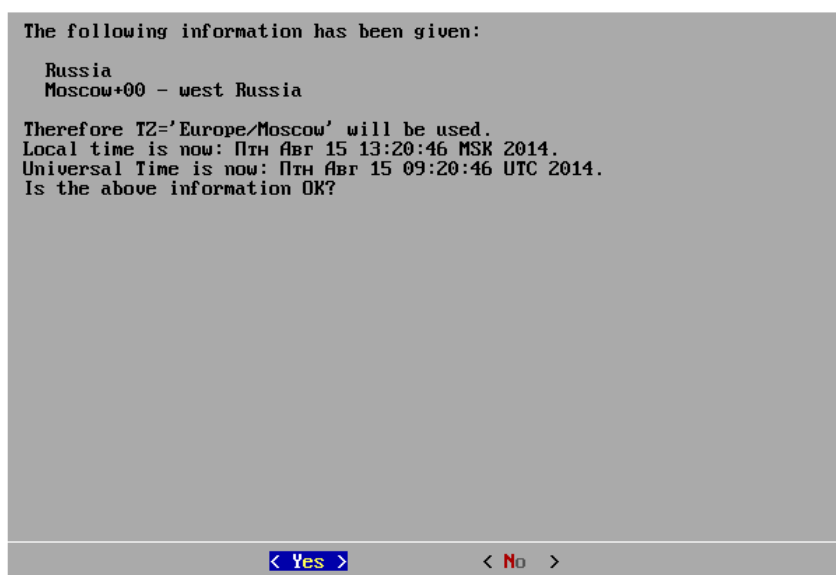 The following information has been given:
Russia
Moscow+00 - west Russia
Therefore TZ='Europe/Moscow' will be used.
Local time is now: Птн Авг 15 13:20:46 MSK 2014.
Universal Time is now: Птн Авг 15 09:20:46 UTC 2014.
Is the above information OK?
< Yes > < No >